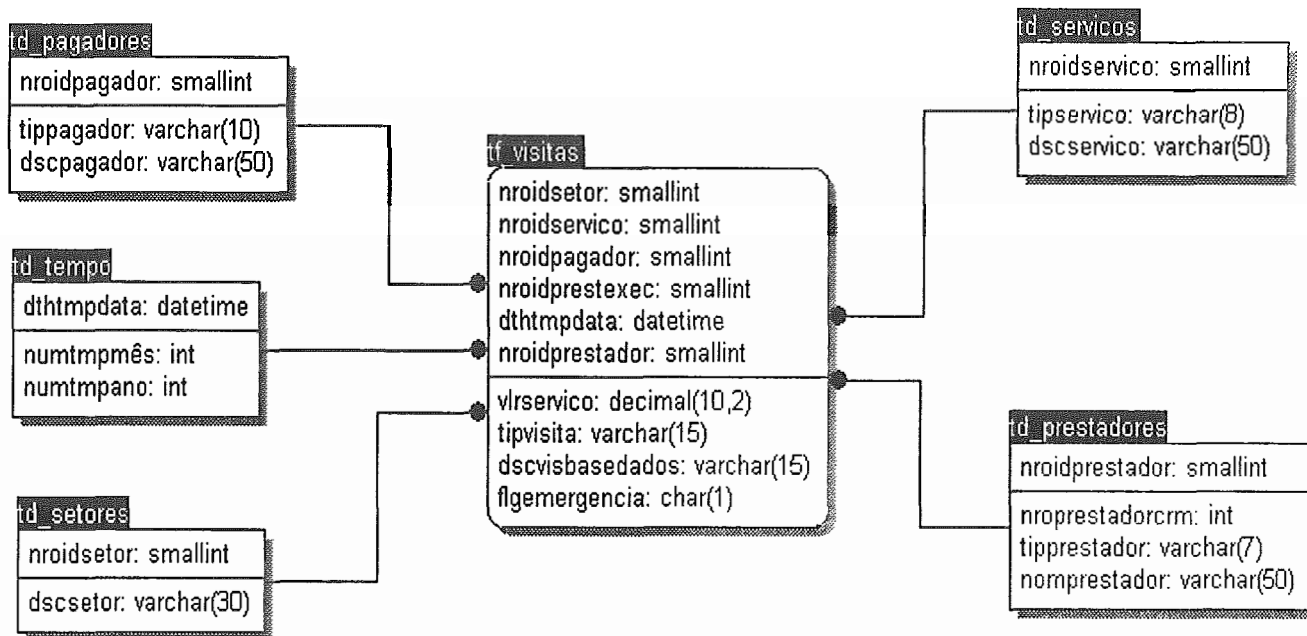 td_pagadores
nroidpagador: smallint
tippagador: varchar(10)
dscpagador: varchar(50)
td_tempo
dthtmpdata: datetime
numtmpmês: int
numtmpano: int
td_setores
nroidsetor: smallint
dscsetor: varchar(30)
tf_visitas
nroidsetor: smallint
nroidservico: smallint
nroidpagador: smallint
nroidprestexec: smallint
dthtmpdata: datetime
nroidprestador: smallint
vlrservico: decimal(10,2)
tipvisita: varchar(15)
dscvisbasedados: varchar(15)
flgemergencia: char(1)
td_servicos
nroidservico: smallint
tipservico: varchar(8)
dscservico: varchar(50)
td_prestadores
nroidprestador: smallint
nroprestadorcrm: int
tipprestador: varchar(7)
nomprestador: varchar(50)